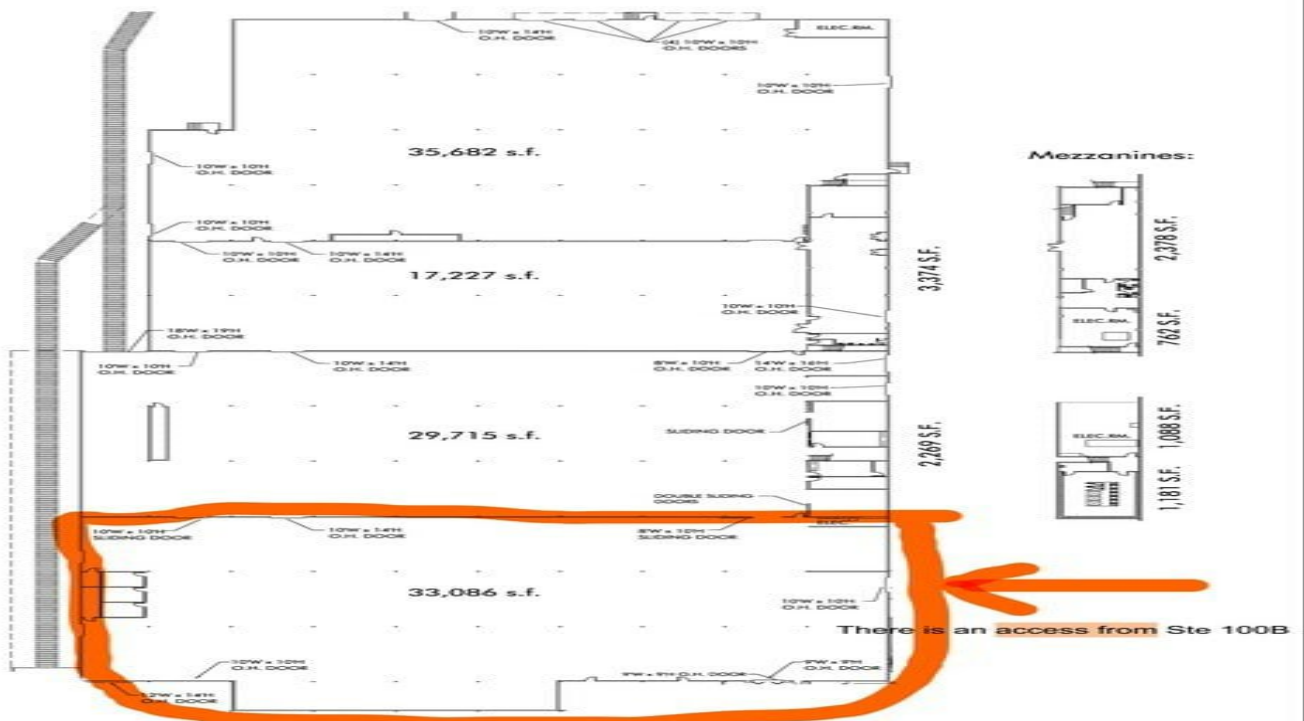 10'W x 14'H
O.H. DOOR
(4) 10'W x 10'H
O.H. DOORS
ELEC.RM.
10'W x 10'H
O.H. DOOR
35,682 s.f.
Mezzanines:
10'W x 10'H
O.H. DOOR
10'W x 10'H
O.H. DOOR
10'W x 10'H
O.H. DOOR
10'W x 14'H
O.H. DOOR
17,227 s.f.
3,374 S.F.
2,378 S.F.
10'W x 10'H
O.H. DOOR
ELEC.RM.
762 S.F.
18'W x 19'H
O.H. DOOR
10'W x 10'H
O.H. DOOR
10'W x 14'H
O.H. DOOR
8'W x 10'H
O.H. DOOR
14'W x 16'H
O.H. DOOR
10'W x 10'H
O.H. DOOR
29,715 s.f.
SLIDING DOOR
2,269 S.F.
ELEC.RM.
1,088 S.F.
1,181 S.F.
DOUBLE SLIDING
DOORS
ELEC
10'W x 10'H
SLIDING DOOR
10'W x 14'H
O.H. DOOR
8'W x 10'H
SLIDING DOOR
33,086 s.f.
10'W x 10'H
O.H. DOOR
There is an access from Ste 100B
10'W x 10'H
O.H. DOOR
9'W x 9'H
O.H. DOOR
9'W x 9'H O.H. DOOR
12'W x 14'H
O.H. DOOR